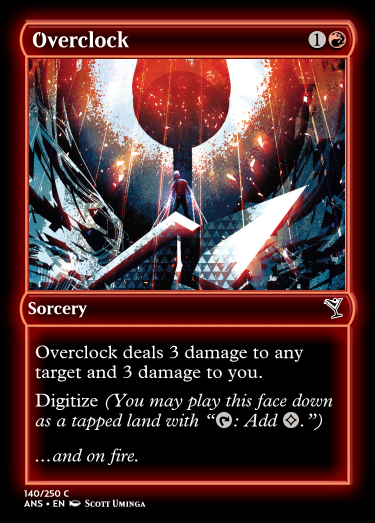 Overclock 1
Sorcery
Overclock deals 3 damage to any
target and 3 damage to you.
Digitize (You may play this face down
as a tapped land with “: Add .”)
…and on fire.
140/250 C
ANS • EN Scott Uminga